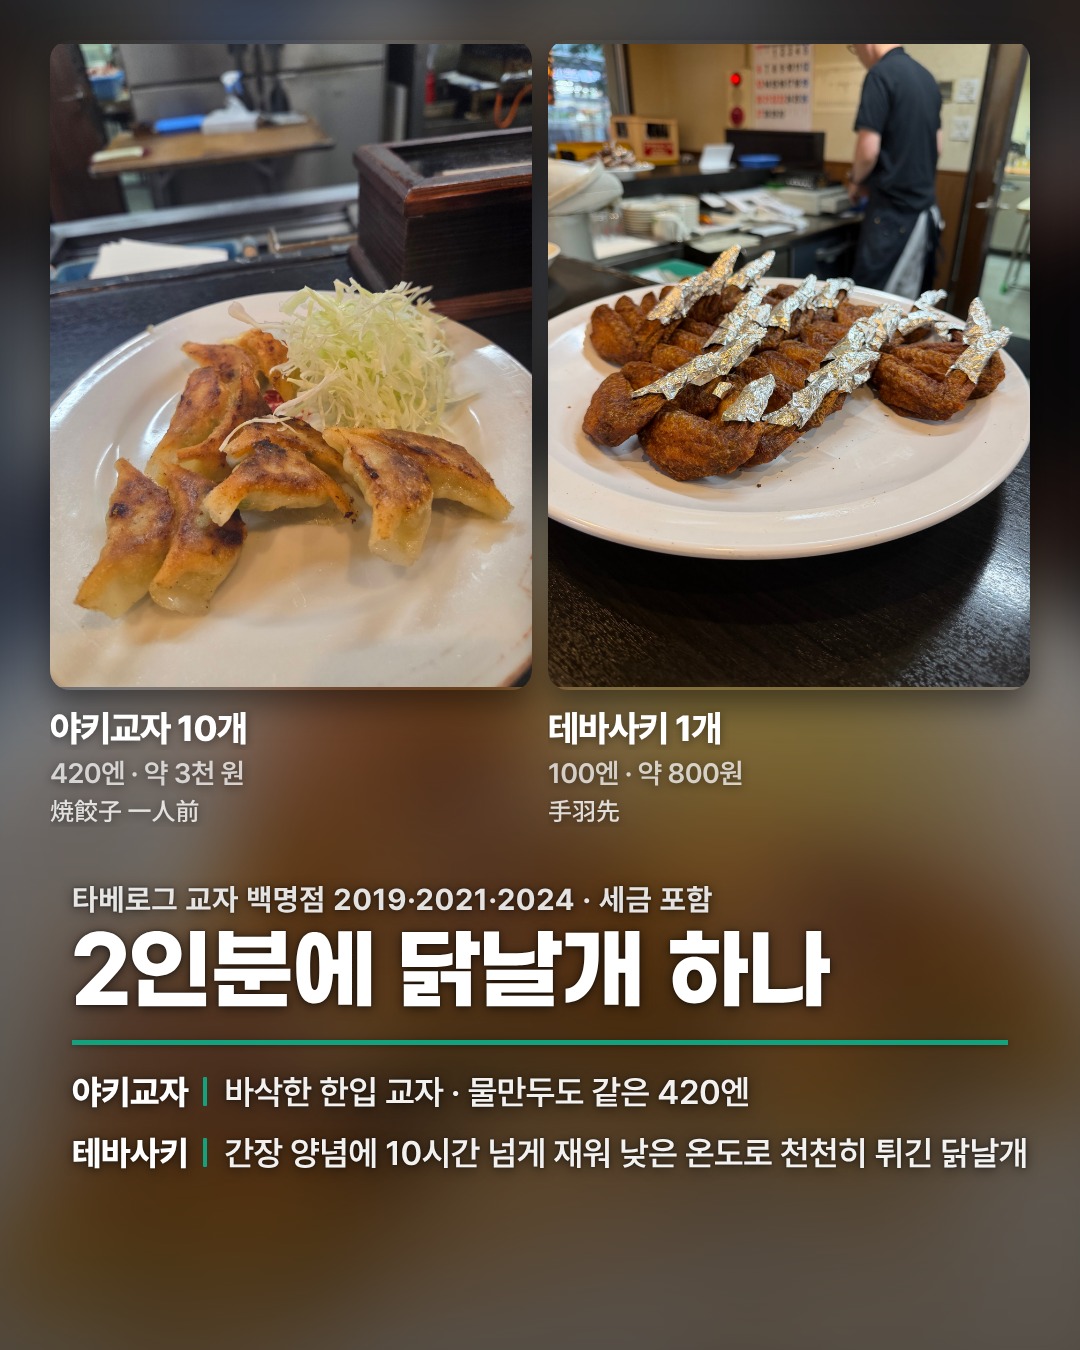 야키교자 10개
420엔 · 약 3천 원
焼餃子 一人前
테바사키 1개
100엔 · 약 800원
手羽先
타베로그 교자 백명점 2019·2021·2024 · 세금 포함
2인분에 닭날개 하나
야키교자 | 바삭한 한입 교자 · 물만두도 같은 420엔
테바사키 | 간장 양념에 10시간 넘게 재워 낮은 온도로 천천히 튀긴 닭날개